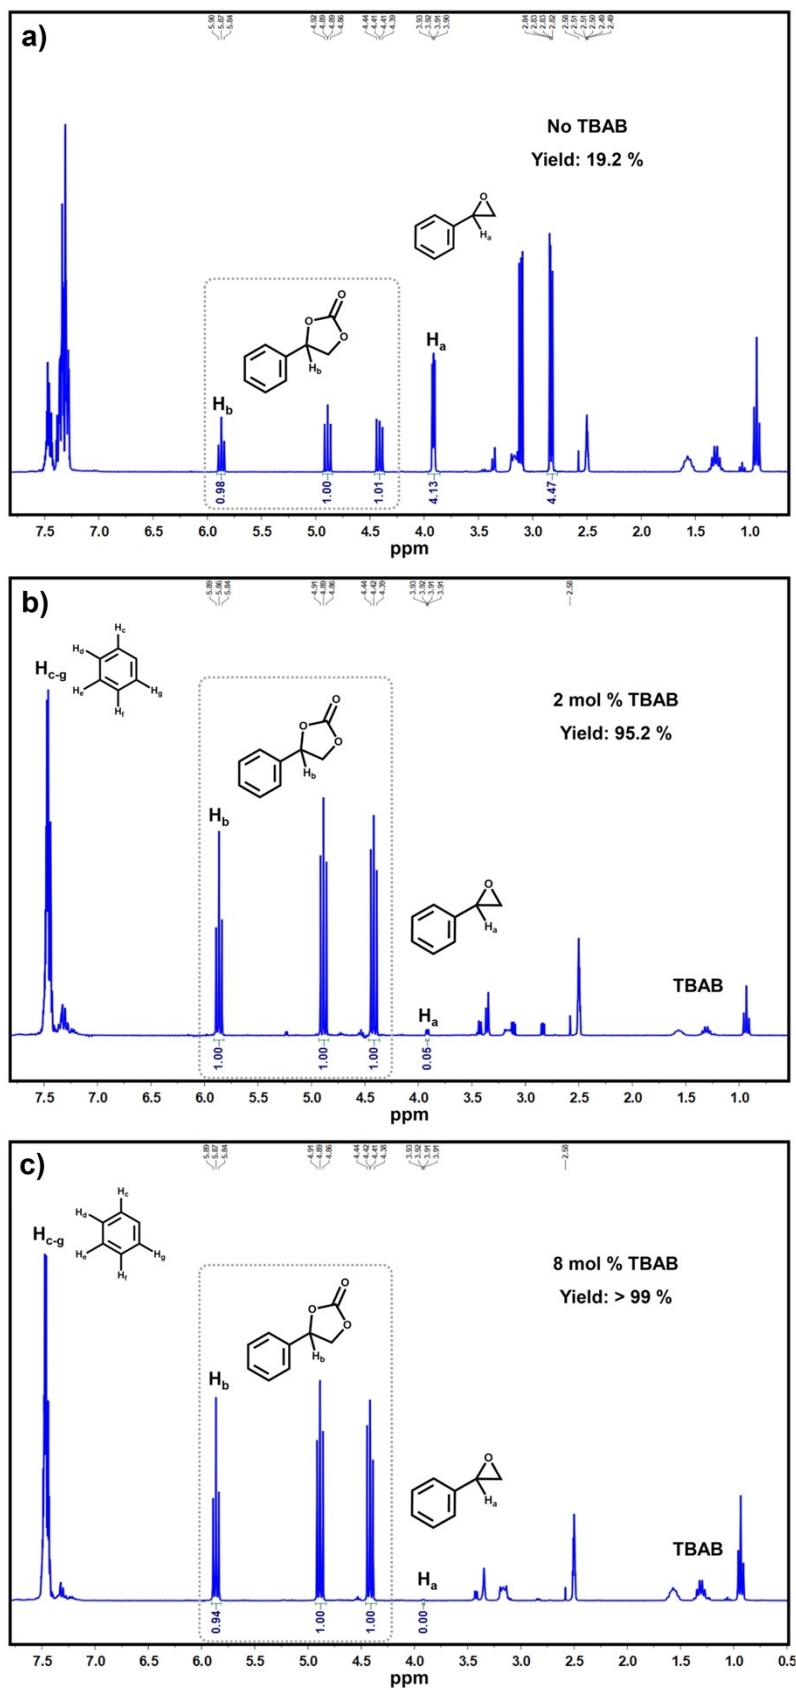 a)
5.90
5.87
5.84
4.92
4.89
4.89
4.86
4.44
4.41
4.41
4.39
3.93
3.92
3.91
3.90
2.84
2.83
2.83
2.82
2.58
2.51
2.51
2.50
2.49
2.49
No TBAB
Yield: 19.2 %
O
Ha
O
O
O
Hb
Ha
Hb
0.98
1.00
1.01
4.13
4.47
7.5 7.0 6.5 6.0 5.5 5.0 4.5 4.0 3.5 3.0 2.5 2.0 1.5 1.0
ppm
b)
5.89
5.86
5.84
4.91
4.89
4.86
4.44
4.42
4.39
3.93
3.92
3.91
3.91
2.58
Hc-g
Hc
Hd
He
Hf
Hg
2 mol % TBAB
Yield: 95.2 %
O
O
O
Hb
Hb
O
Ha
Ha
TBAB
1.00
1.00
1.00
0.05
7.5 7.0 6.5 6.0 5.5 5.0 4.5 4.0 3.5 3.0 2.5 2.0 1.5 1.0
ppm
c)
5.89
5.87
5.84
4.91
4.89
4.86
4.44
4.42
4.41
4.38
3.93
3.92
3.91
3.91
2.58
Hc-g
Hc
Hd
He
Hf
Hg
8 mol % TBAB
Yield: > 99 %
O
O
O
Hb
Hb
O
Ha
Ha
TBAB
0.94
1.00
1.00
0.00
7.5 7.0 6.5 6.0 5.5 5.0 4.5 4.0 3.5 3.0 2.5 2.0 1.5 1.0 0.5
ppm